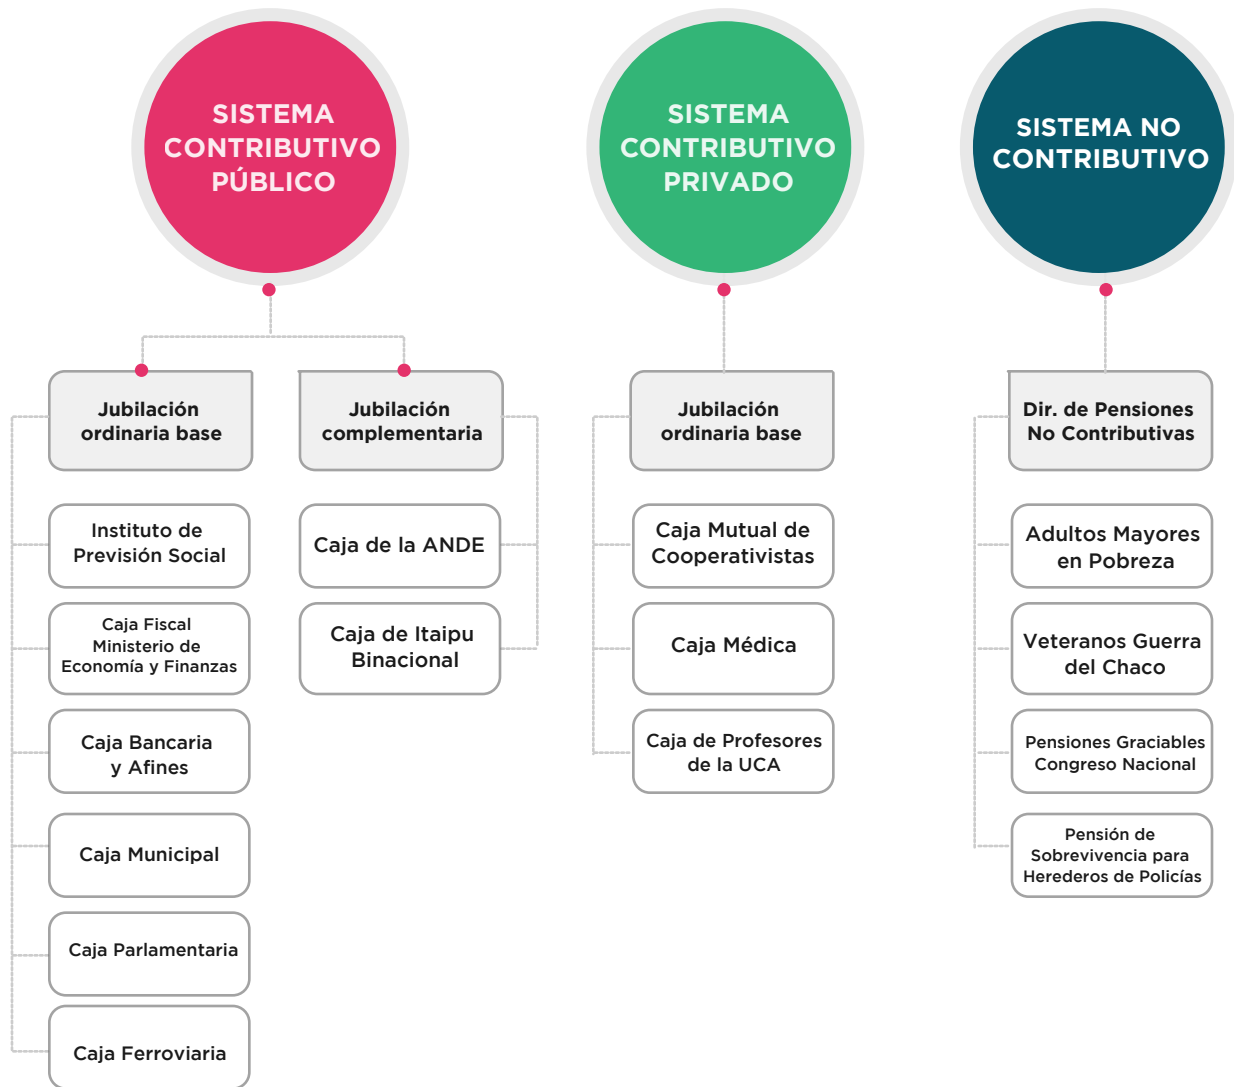 SISTEMA
CONTRIBUTIVO
PÚBLICO
Jubilación
ordinaria base
Instituto de
Previsión Social
Caja Fiscal
Ministerio de
Economía y Finanzas
Caja Bancaria
y Afines
Caja Municipal
Caja Parlamentaria
Caja Ferroviaria
Jubilación
complementaria
Caja de la ANDE
Caja de Itaipu
Binacional
SISTEMA
CONTRIBUTIVO
PRIVADO
Jubilación
ordinaria base
Caja Mutual de
Cooperativistas
Caja Médica
Caja de Profesores
de la UCA
SISTEMA NO
CONTRIBUTIVO
Dir. de Pensiones
No Contributivas
Adultos Mayores
en Pobreza
Veteranos Guerra
del Chaco
Pensiones Graciables
Congreso Nacional
Pensión de
Sobrevivencia para
Herederos de Policías